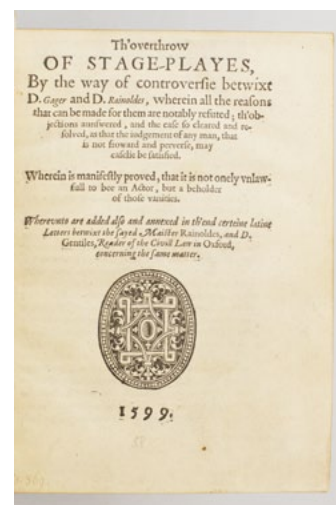 Th'overthrow
OF STAGE-PLAYES,
By the way of controversie betwixt
D. Gager and D. Rainoldes, wherein all the reasons
that can be made for them are notably refuted; th'ob-
jections aunswered, and the case so cleared and re-
solved, as that the iudgement of any man, that
is not froward and perverse, may
easelie be satisfied.
Wherein is manifestly proved, that it is not onely vnlaw-
full to bee an Actor, but a beholder
of those vanities.
Wherevnto are added also and annexed in th'end certeine latine
Letters betwixt the sayed Maister Rainoldes, and D.
Gentiles, Reader of the Civill Law in Oxford,
concerning the same matter.
1599.